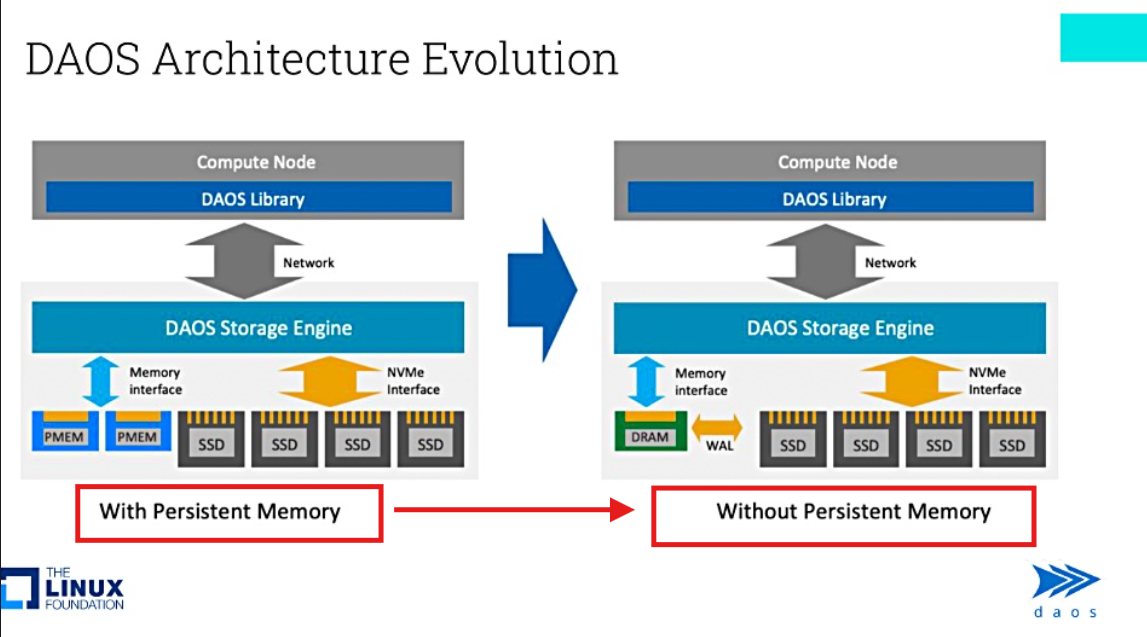 DAOS Architecture Evolution
Compute Node
DAOS Library
Network
DAOS Storage Engine
Memory
interface
NVMe
Interface
PMEM
PMEM
SSD
SSD
SSD
SSD
With Persistent Memory
Compute Node
DAOS Library
Network
DAOS Storage Engine
Memory
interface
NVMe
Interface
DRAM
WAL
SSD
SSD
SSD
SSD
Without Persistent Memory
THE
LINUX
FOUNDATION
daos